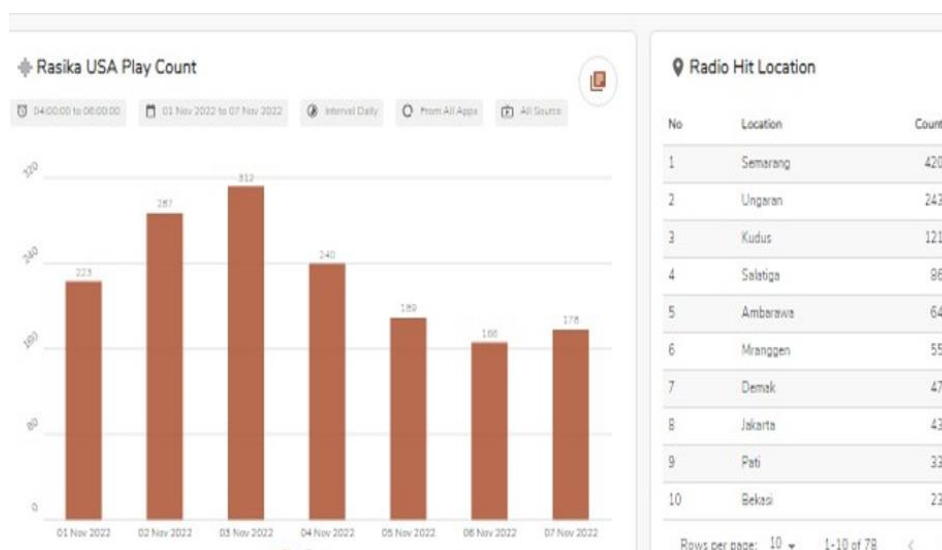 Rasika USA Play Count
04:00:00 to 06:00:00
01 Nov 2022 to 07 Nov 2022
Interval Daily
From All Apps
All Source
320
240
160
80
0
223
287
312
240
189
166
178
01 Nov 2022
02 Nov 2022
03 Nov 2022
04 Nov 2022
05 Nov 2022
06 Nov 2022
07 Nov 2022
Radio Hit Location
No Location Count
1 Semarang 420
2 Ungaran 243
3 Kudus 121
4 Salatiga 86
5 Ambarawa 64
6 Mranggen 55
7 Demak 47
8 Jakarta 43
9 Pati 33
10 Bekasi 23
Rows per page: 10 1-10 of 78